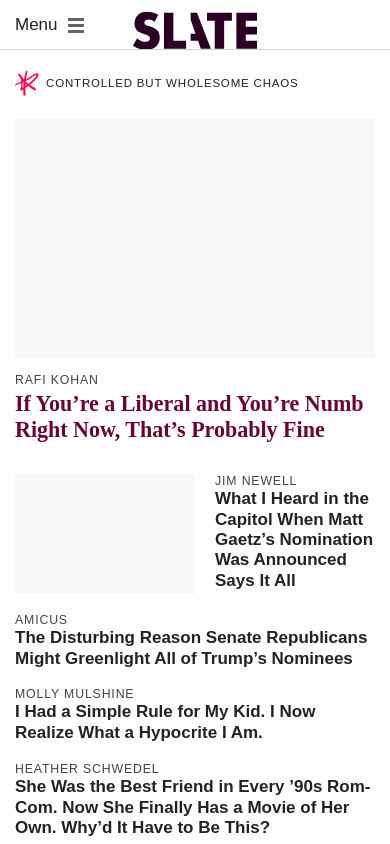 Menu
SLATE
CONTROLLED BUT WHOLESOME CHAOS
RAFI KOHAN
If You’re a Liberal and You’re Numb
Right Now, That’s Probably Fine
JIM NEWELL
What I Heard in the
Capitol When Matt
Gaetz’s Nomination
Was Announced
Says It All
AMICUS
The Disturbing Reason Senate Republicans
Might Greenlight All of Trump’s Nominees
MOLLY MULSHINE
I Had a Simple Rule for My Kid. I Now
Realize What a Hypocrite I Am.
HEATHER SCHWEDEL
She Was the Best Friend in Every ’90s Rom-
Com. Now She Finally Has a Movie of Her
Own. Why’d It Have to Be This?